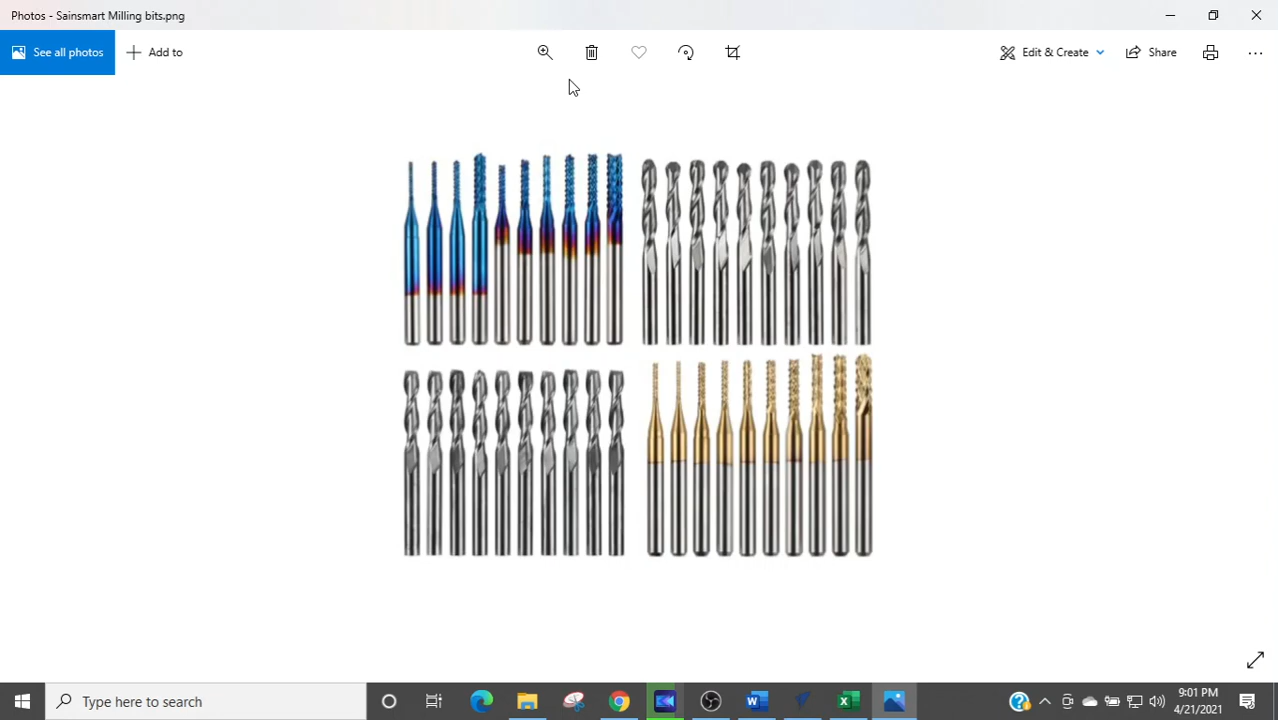 Photos - Sainsmart Milling bits.png
See all photos
Add to
Edit & Create
Share
Type here to search
9:01 PM
4/21/2021